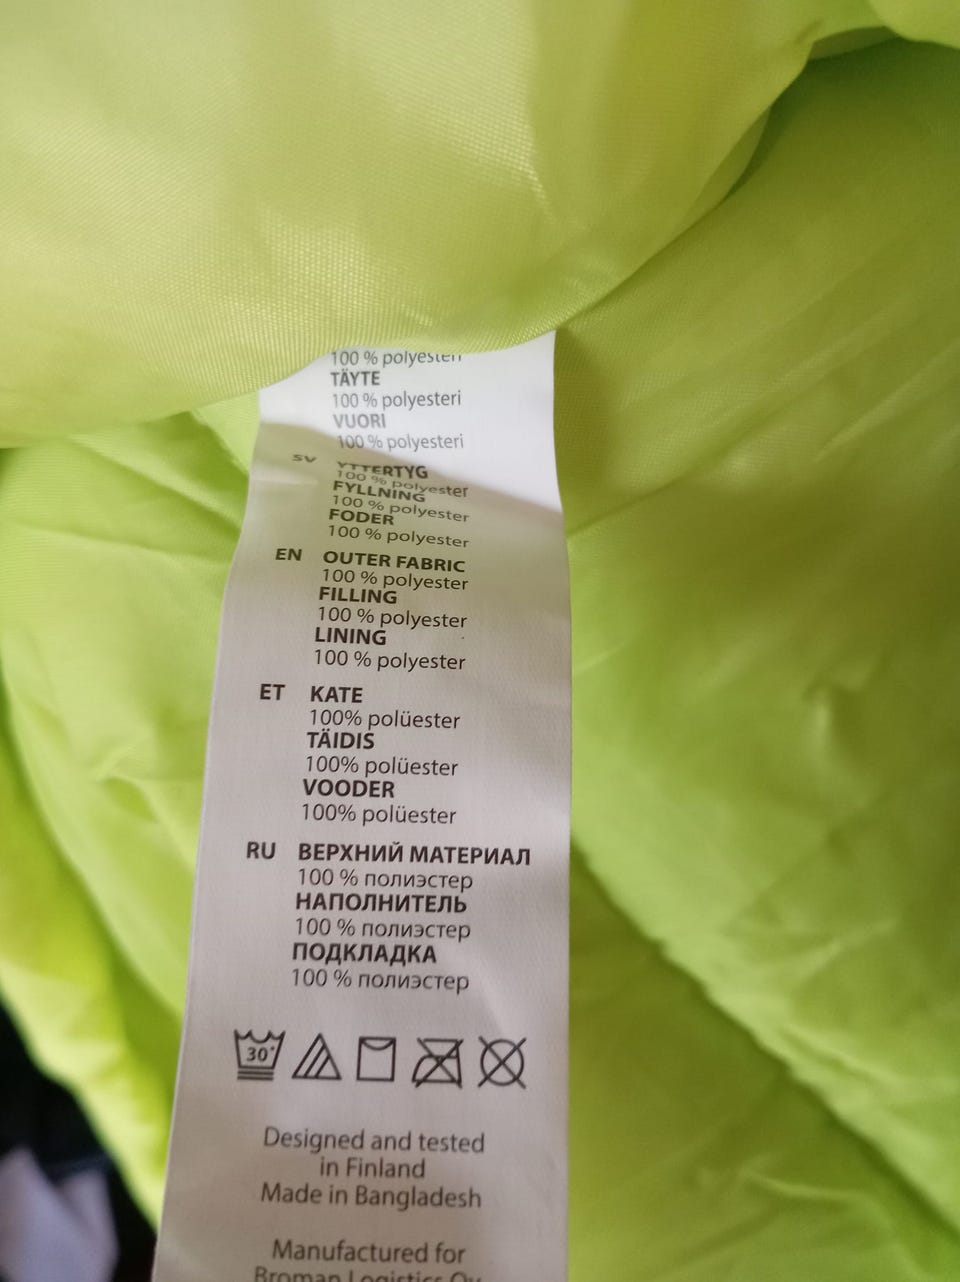 100 % polyesteri
TÄYTE
100 % polyesteri
VUORI
100 % polyesteri
SV YTTERTYG
100 % polyester
FYLLNING
100 % polyester
FODER
100 % polyester
EN OUTER FABRIC
100 % polyester
FILLING
100 % polyester
LINING
100 % polyester
ET KATE
100% polüester
TÄIDIS
100% polüester
VOODER
100% polüester
RU ВЕРХНИЙ МАТЕРИАЛ
100 % полиэстер
НАПОЛНИТЕЛЬ
100 % полиэстер
ПОДКЛАДКА
100 % полиэстер
30°
Designed and tested
in Finland
Made in Bangladesh
Manufactured for
Broman Logistics Oy